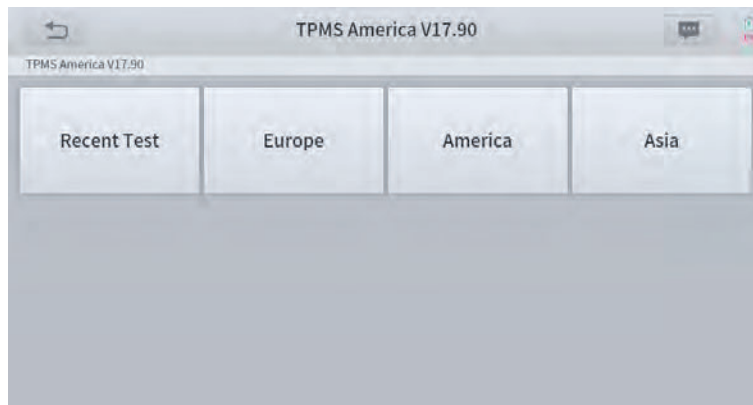 TPMS America V17.90
TPMS America V17.90
Recent Test
Europe
America
Asia